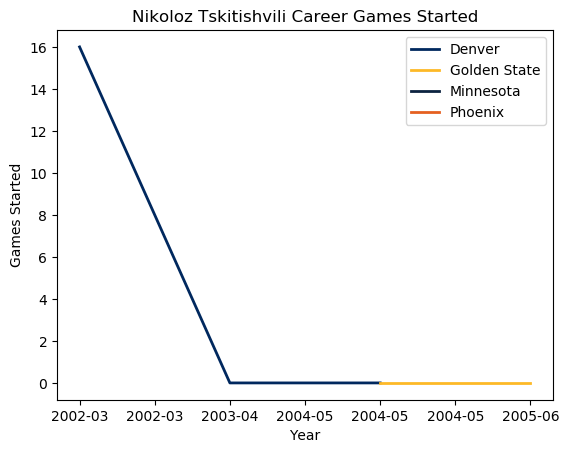 Nikoloz Tskitishvili Career Games Started
Denver
Golden State
Minnesota
Phoenix
16
14
12
10
8
6
4
2
0
Games Started
2002-03 2002-03 2003-04 2004-05 2004-05 2004-05 2005-06
Year